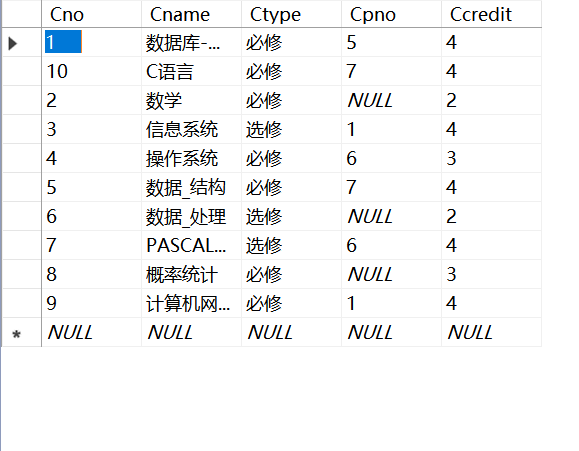 Cno Cname Ctype Cpno Ccredit
1 数据库-... 必修 5 4
10 C语言 必修 7 4
2 数学 必修 NULL 2
3 信息系统 选修 1 4
4 操作系统 必修 6 3
5 数据_结构 必修 7 4
6 数据_处理 选修 NULL 2
7 PASCAL... 选修 6 4
8 概率统计 必修 NULL 3
9 计算机网... 必修 1 4
* NULL NULL NULL NULL NULL